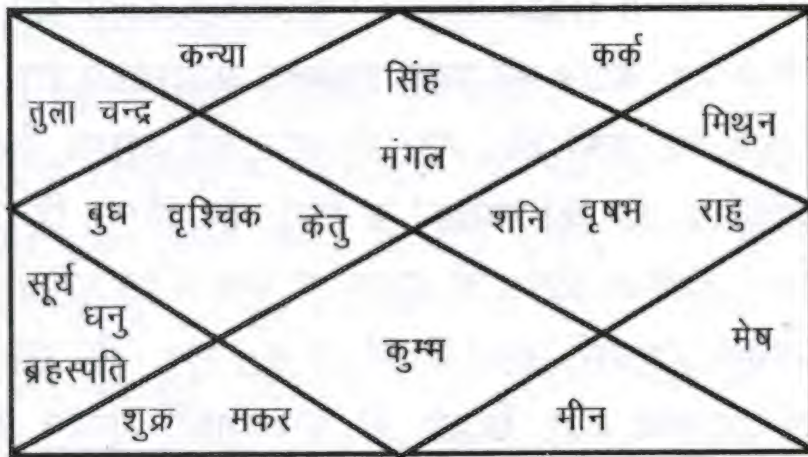 कन्या
कर्क
सिंह
तुला चन्द्र
मिथुन
मंगल
बुध वृश्चिक केतु
शनि वृषभ राहु
सूर्य
धनु
ब्रहस्पति
कुम्भ
मेष
शुक्र मकर
मीन